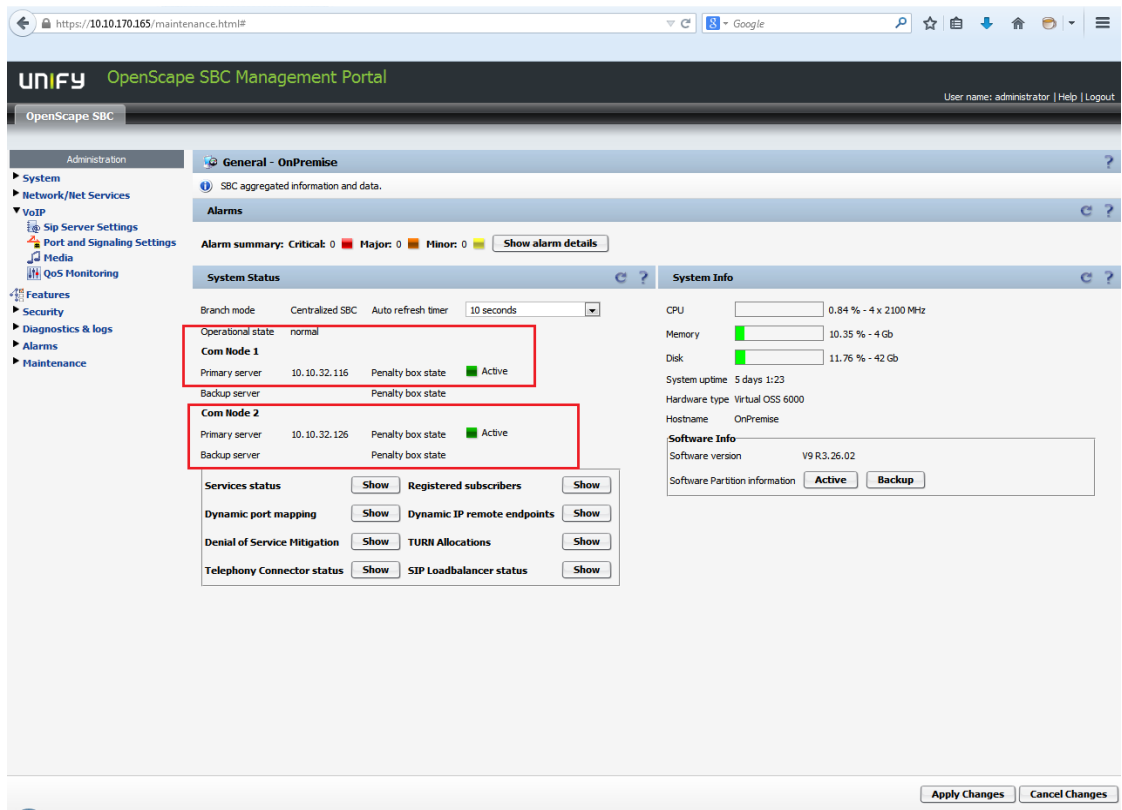 https://10.10.170.165/maintenance.html#
Google
UNIFY OpenScape SBC Management Portal
User name: administrator | Help | Logout
OpenScape SBC
Administration
System
Network/Net Services
VoIP
Sip Server Settings
Port and Signaling Settings
Media
QoS Monitoring
Features
Security
Diagnostics & logs
Alarms
Maintenance
General - OnPremise ?
SBC aggregated information and data.
Alarms ?
Alarm summary: Critical: 0 Major: 0 Minor: 0 Show alarm details
System Status ?
Branch mode Centralized SBC Auto refresh timer 10 seconds
Operational state normal
Com Node 1
Primary server 10.10.32.116 Penalty box state Active
Backup server Penalty box state
Com Node 2
Primary server 10.10.32.126 Penalty box state Active
Backup server Penalty box state
Services status Show Registered subscribers Show
Dynamic port mapping Show Dynamic IP remote endpoints Show
Denial of Service Mitigation Show TURN Allocations Show
Telephony Connector status Show SIP Loadbalancer status Show
System Info ?
CPU 0.84 % - 4 x 2100 MHz
Memory 10.35 % - 4 Gb
Disk 11.76 % - 42 Gb
System uptime 5 days 1:23
Hardware type Virtual OSS 6000
Hostname OnPremise
Software Info
Software version V9 R3.26.02
Software Partition information Active Backup
Apply Changes Cancel Changes